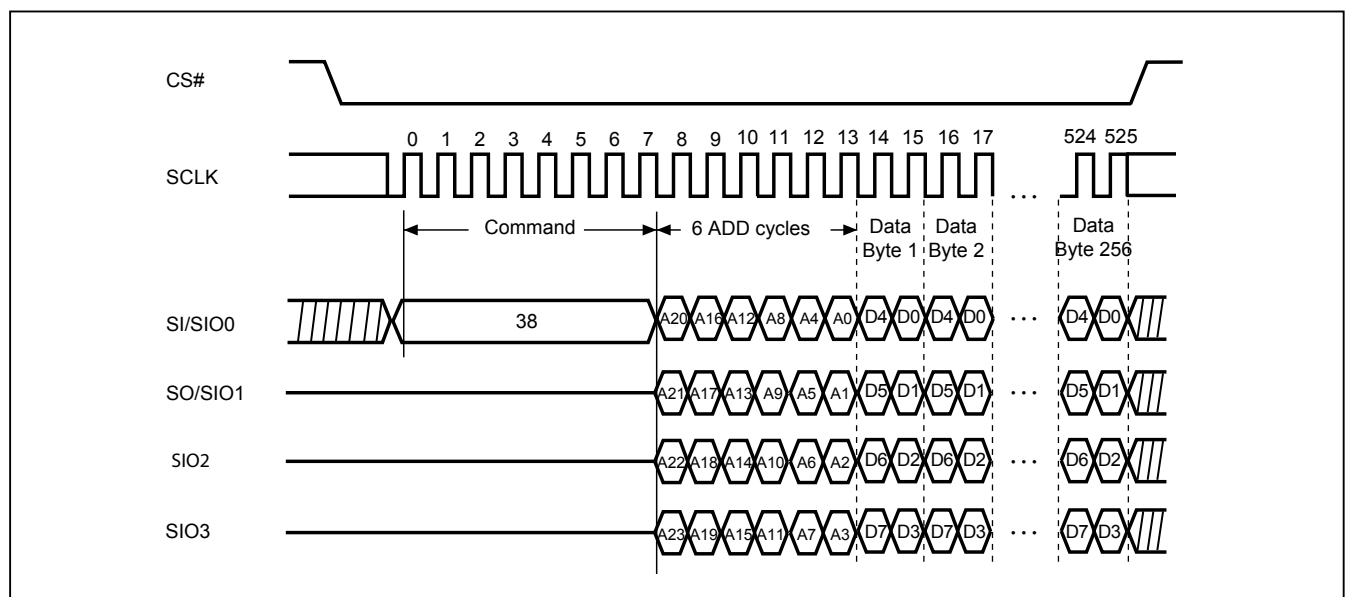 CS#
0 1 2 3 4 5 6 7 8 9 10 11 12 13 14 15 16 17 524 525
SCLK
...
Command 6 ADD cycles Data Byte 1 Data Byte 2 Data Byte 256
SI/SIO0 38 A20 A16 A12 A8 A4 A0 D4 D0 D4 D0 ... D4 D0
SO/SIO1 A21 A17 A13 A9 A5 A1 D5 D1 D5 D1 ... D5 D1
SIO2 A22 A18 A14 A10 A6 A2 D6 D2 D6 D2 ... D6 D2
SIO3 A23 A19 A15 A11 A7 A3 D7 D3 D7 D3 ... D7 D3